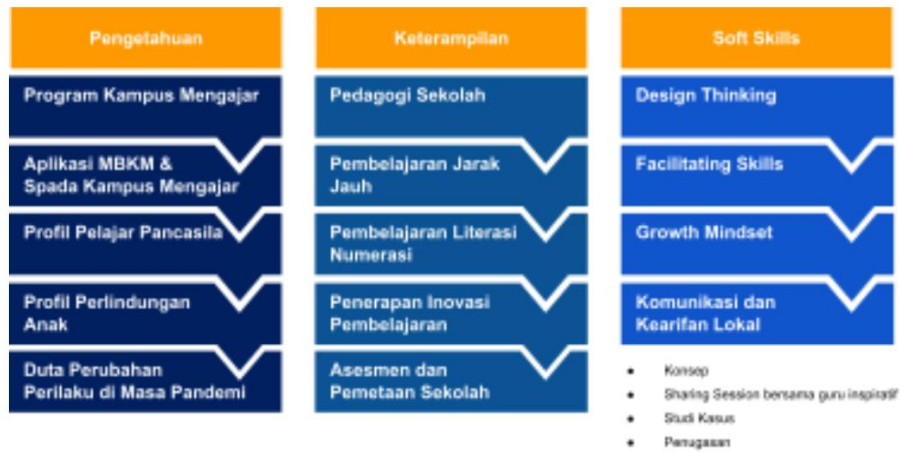 Pengetahuan
Program Kampus Mengajar
Aplikasi MBKM &
Spada Kampus Mengajar
Profil Pelajar Pancasila
Profil Perlindungan
Anak
Duta Perubahan
Perilaku di Masa Pandemi
Keterampilan
Pedagogi Sekolah
Pembelajaran Jarak
Jauh
Pembelajaran Literasi
Numerasi
Penerapan Inovasi
Pembelajaran
Asesmen dan
Pemetaan Sekolah
Soft Skills
Design Thinking
Facilitating Skills
Growth Mindset
Komunikasi dan
Kearifan Lokal
• Konsep
• Sharing Session bersama guru inspiratif
• Studi Kasus
• Penugasan